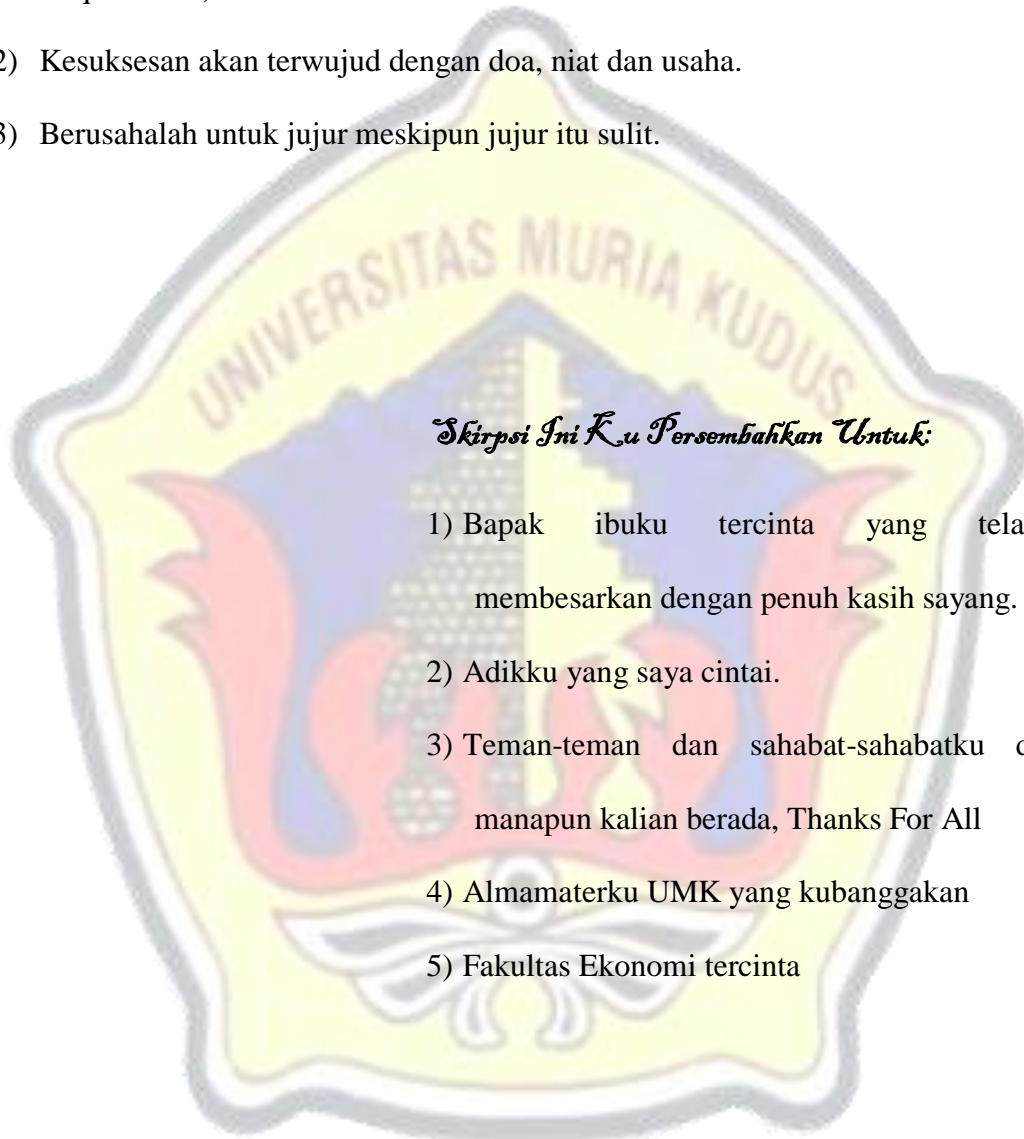 2) Kesuksesan akan terwujud dengan doa, niat dan usaha.
3) Berusahalah untuk jujur meskipun jujur itu sulit.
UNIVERSITAS MURIA KUDUS
Skirpsi Ini Ku Persembahkan Untuk:
1) Bapak ibuku tercinta yang tela
membesarkan dengan penuh kasih sayang.
2) Adikku yang saya cintai.
3) Teman-teman dan sahabat-sahabatku d
manapun kalian berada, Thanks For All
4) Almamaterku UMK yang kubanggakan
5) Fakultas Ekonomi tercinta